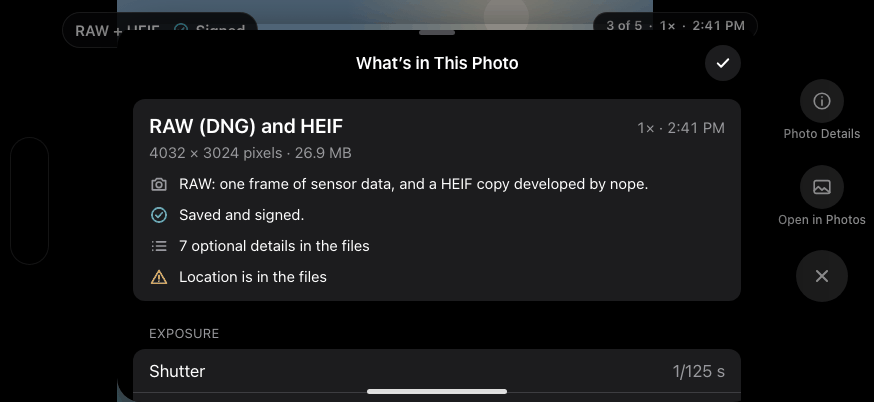 RAW + HEIF Signed
3 of 5 · 1× · 2:41 PM
What's in This Photo
RAW (DNG) and HEIF
1× · 2:41 PM
4032 × 3024 pixels · 26.9 MB
RAW: one frame of sensor data, and a HEIF copy developed by nope.
Saved and signed.
7 optional details in the files
Location is in the files
EXPOSURE
Shutter
1/125 s
Photo Details
Open in Photos